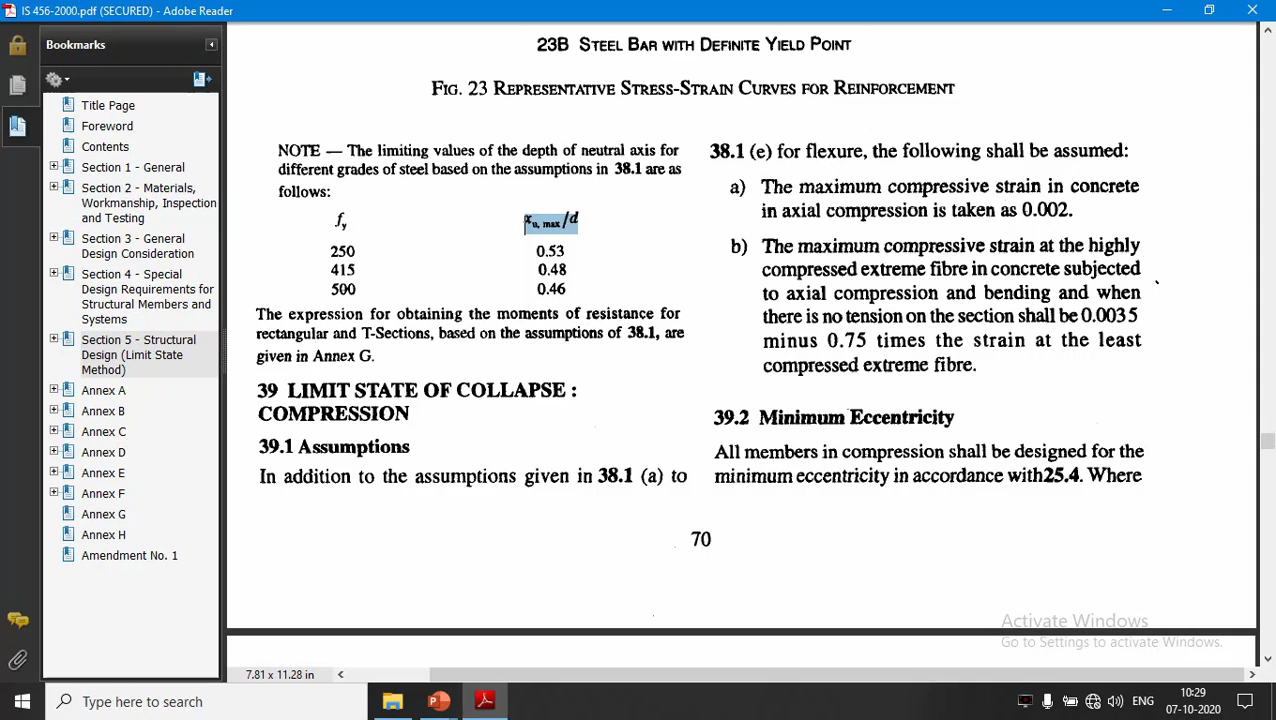 IS 456-2000.pdf (SECURED) - Adobe Reader
Bookmarks
Title Page
Foreword
Contents
Section 1 - General
Section 2 - Materials,
Workmanship, Inspection
and Testing
Section 3 - General
Design Consideration
Section 4 - Special
Design Requirements for
Structural Members and
Systems
Section 5 - Structural
Design (Limit State
Method)
Annex A
Annex B
Annex C
Annex D
Annex E
Annex F
Annex G
Annex H
Amendment No. 1
23B STEEL BAR WITH DEFINITE YIELD POINT
FIG. 23 REPRESENTATIVE STRESS-STRAIN CURVES FOR REINFORCEMENT
NOTE — The limiting values of the depth of neutral axis for
different grades of steel based on the assumptions in 38.1 are as
follows:
fy xu, max/d
250 0.53
415 0.48
500 0.46
The expression for obtaining the moments of resistance for
rectangular and T-Sections, based on the assumptions of 38.1, are
given in Annex G.
39 LIMIT STATE OF COLLAPSE :
COMPRESSION
39.1 Assumptions
In addition to the assumptions given in 38.1 (a) to
38.1 (e) for flexure, the following shall be assumed:
a) The maximum compressive strain in concrete
in axial compression is taken as 0.002.
b) The maximum compressive strain at the highly
compressed extreme fibre in concrete subjected
to axial compression and bending and when
there is no tension on the section shall be 0.0035
minus 0.75 times the strain at the least
compressed extreme fibre.
39.2 Minimum Eccentricity
All members in compression shall be designed for the
minimum eccentricity in accordance with25.4. Where
70
Activate Windows
Go to Settings to activate Windows.
7.81 x 11.28 in
Type here to search
ENG
10:29
07-10-2020